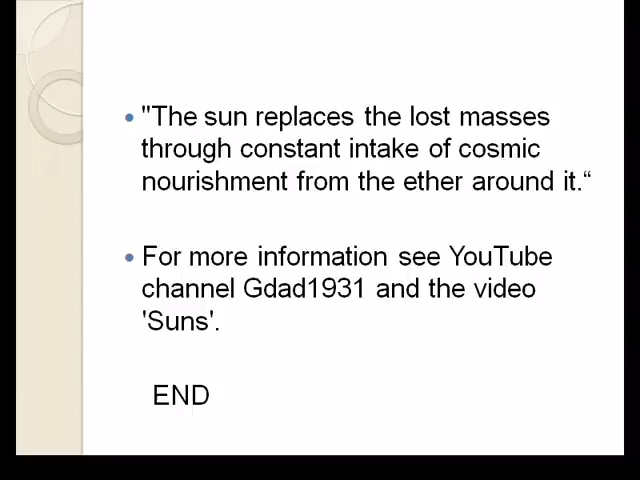 • "The sun replaces the lost masses
through constant intake of cosmic
nourishment from the ether around it.“
• For more information see YouTube
channel Gdad1931 and the video
'Suns'.
END